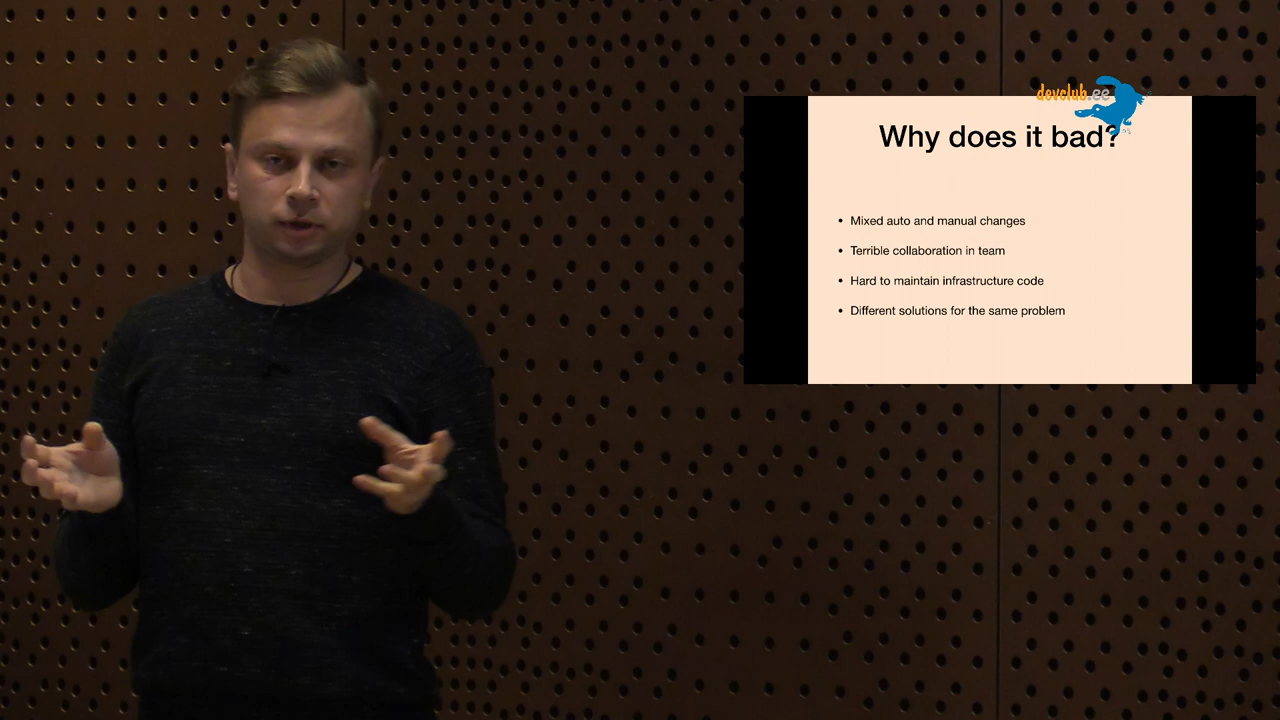 devclub.ee
Why does it bad?
• Mixed auto and manual changes
• Terrible collaboration in team
• Hard to maintain infrastructure code
• Different solutions for the same problem